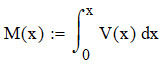 M(x) := ∫₀ˣ V(x) dx